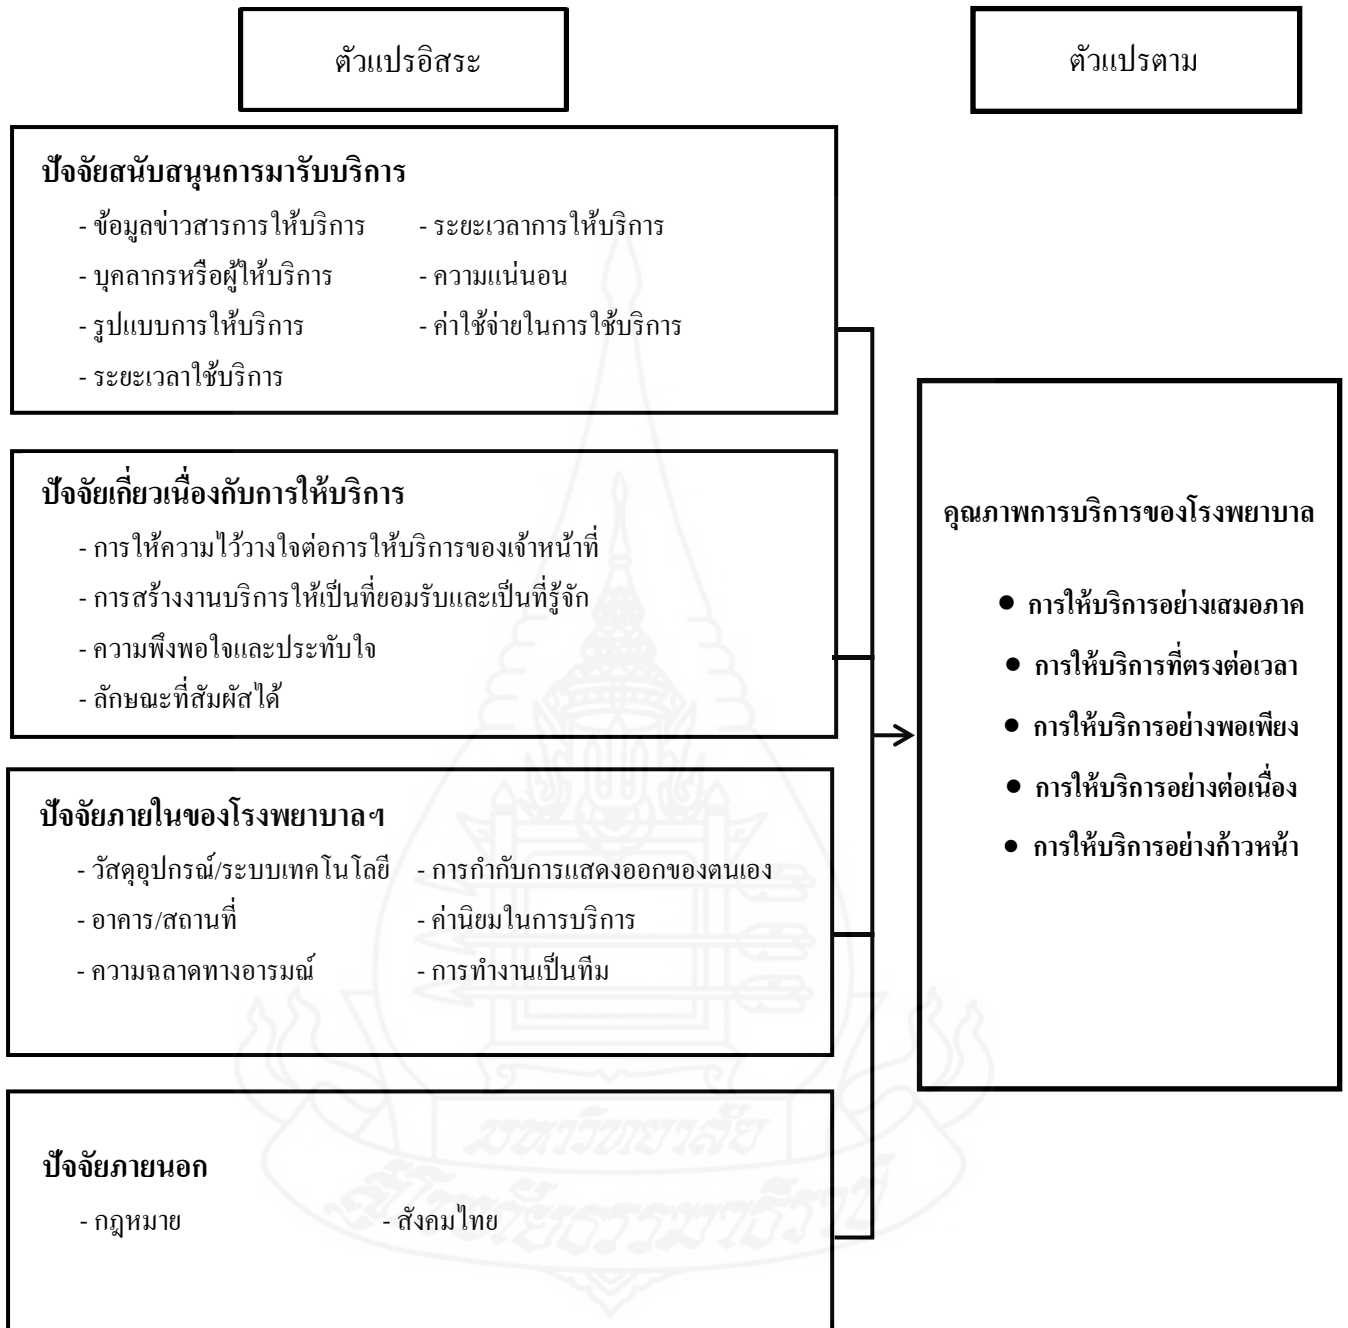 ตัวแปรอิสระ
ตัวแปรตาม
ปัจจัยสนับสนุนการมารับบริการ
- ข้อมูลข่าวสารการให้บริการ - ระยะเวลาการให้บริการ
- บุคลากรหรือผู้ให้บริการ - ความแน่นอน
- รูปแบบการให้บริการ - ค่าใช้จ่ายในการใช้บริการ
- ระยะเวลาใช้บริการ
ปัจจัยเกี่ยวเนื่องกับการให้บริการ
- การให้ความไว้วางใจต่อการให้บริการของเจ้าหน้าที่
- การสร้างงานบริการให้เป็นที่ยอมรับและเป็นที่รู้จัก
- ความพึงพอใจและประทับใจ
- ลักษณะที่สัมผัสได้
ปัจจัยภายในของโรงพยาบาลฯ
- วัสดุอุปกรณ์/ระบบเทคโนโลยี - การกำกับการแสดงออกของตนเอง
- อาคาร/สถานที่ - ค่านิยมในการบริการ
- ความฉลาดทางอารมณ์ - การทำงานเป็นทีม
ปัจจัยภายนอก
- กฎหมาย - สังคมไทย
คุณภาพการบริการของโรงพยาบาล
● การให้บริการอย่างเสมอภาค
● การให้บริการที่ตรงต่อเวลา
● การให้บริการอย่างพอเพียง
● การให้บริการอย่างต่อเนื่อง
● การให้บริการอย่างก้าวหน้า
มหาวิทยาลัย
สุโขทัยธรรมาธิราช